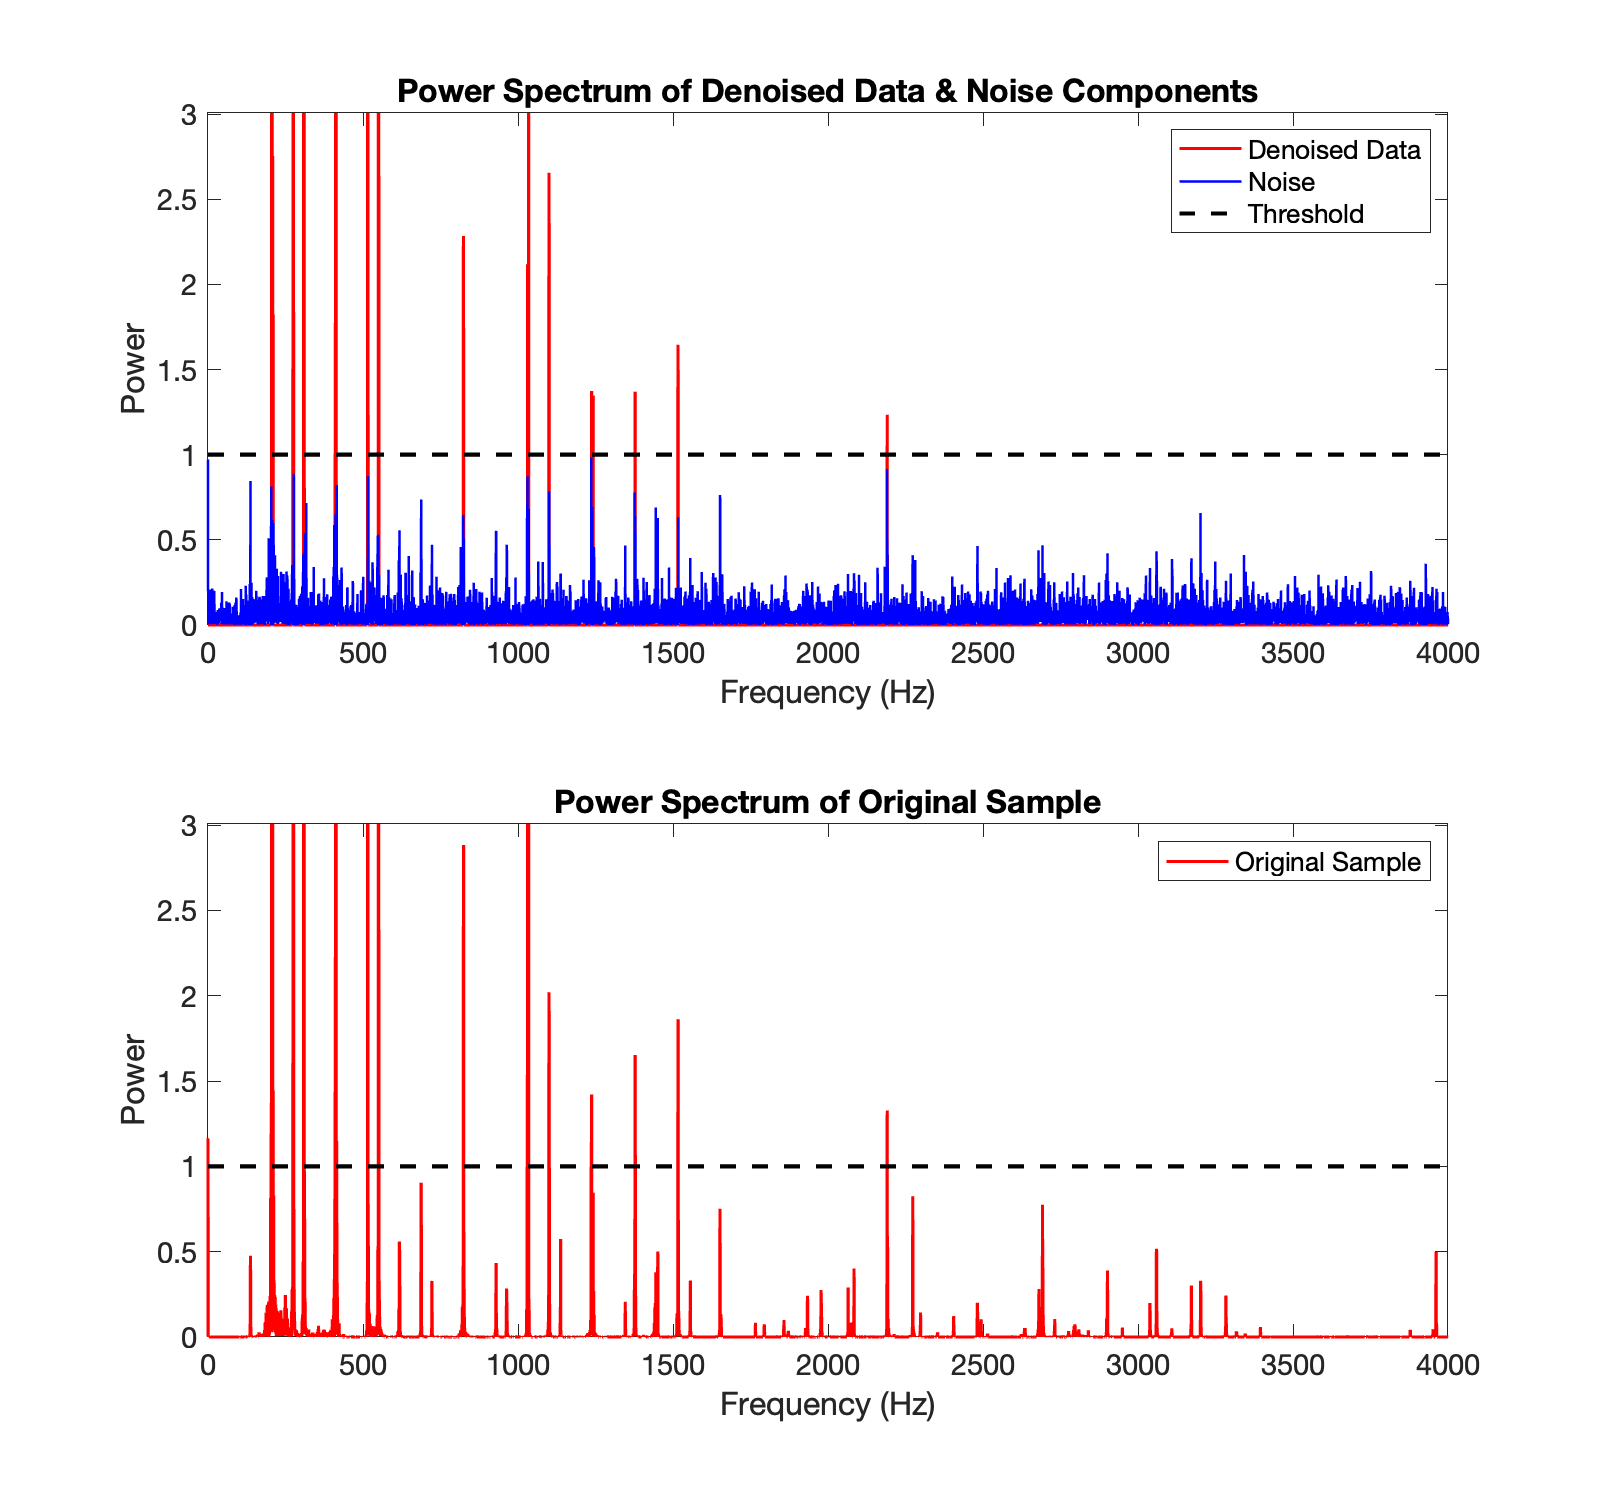 Power Spectrum of Denoised Data & Noise Components
3
2.5
2
1.5
1
0.5
0
Power
Denoised Data
Noise
Threshold
0 500 1000 1500 2000 2500 3000 3500 4000
Frequency (Hz)
Power Spectrum of Original Sample
3
2.5
2
1.5
1
0.5
0
Power
Original Sample
0 500 1000 1500 2000 2500 3000 3500 4000
Frequency (Hz)